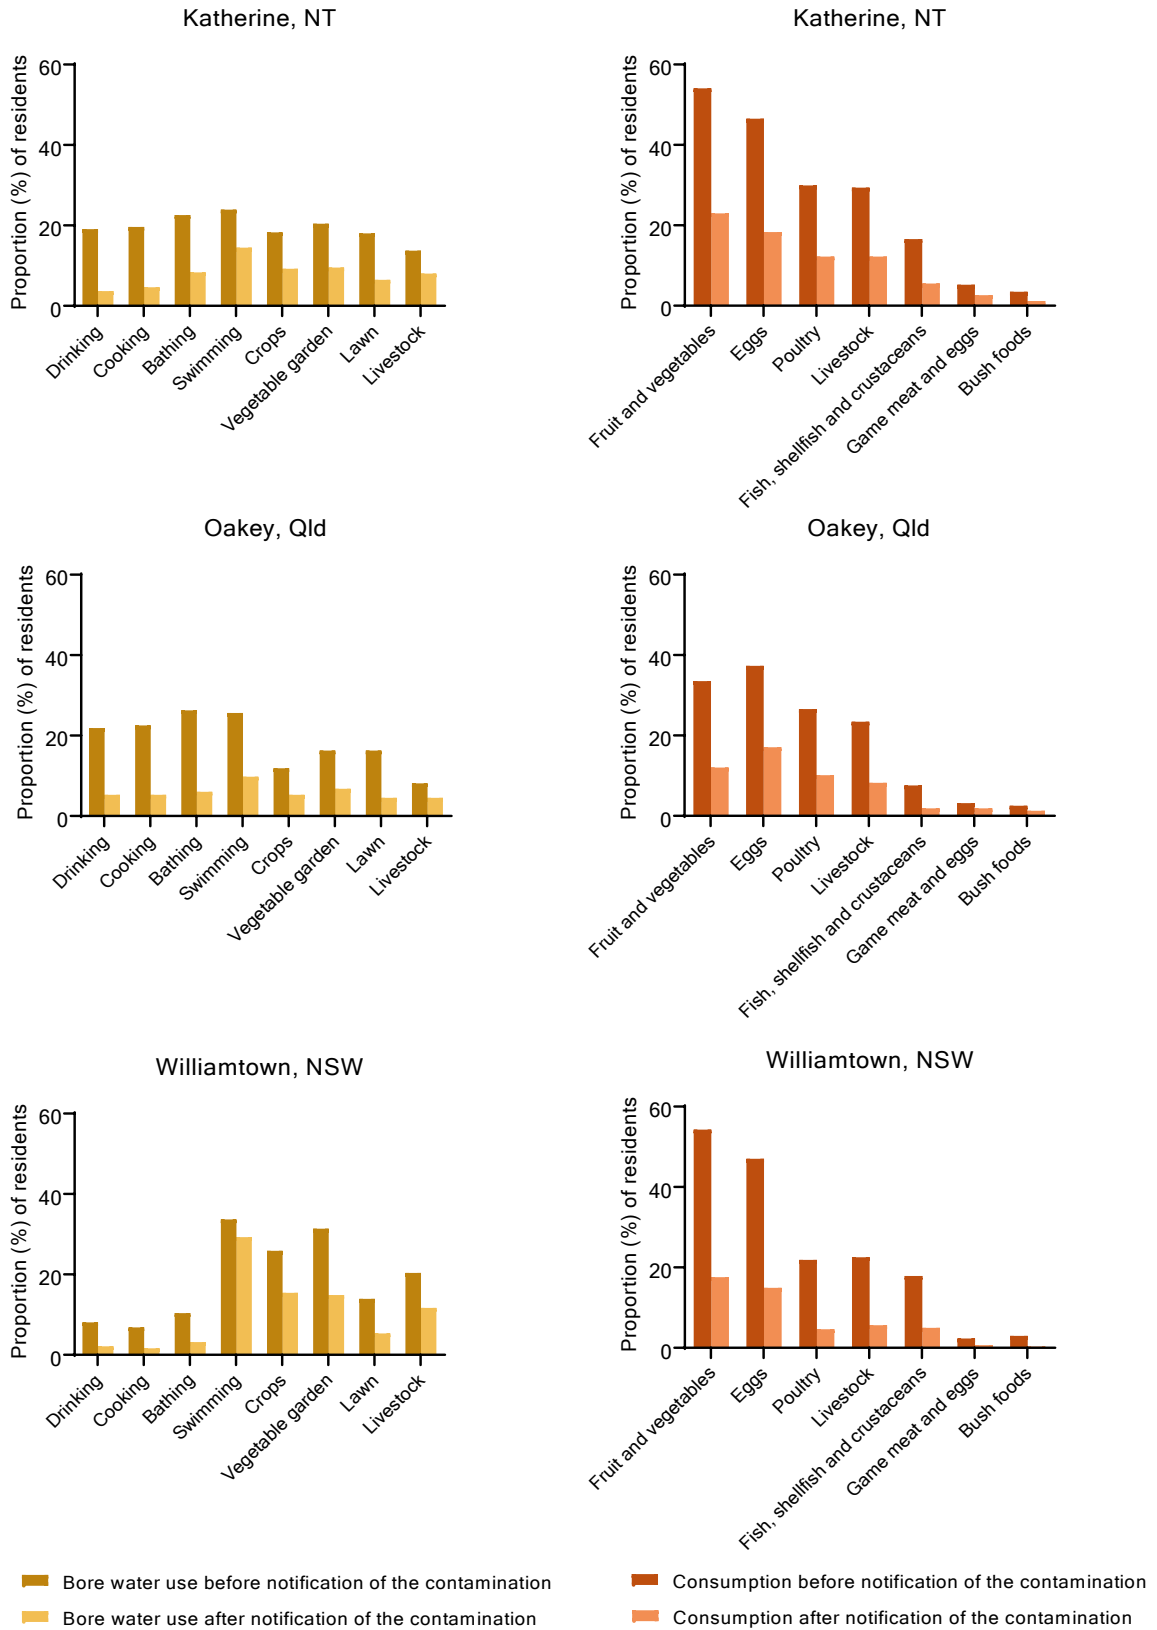 Katherine, NT
Proportion (%) of residents
60
40
20
0
Drinking
Cooking
Bathing
Swimming
Crops
Vegetable garden
Lawn
Livestock
Katherine, NT
Proportion (%) of residents
60
40
20
0
Fruit and vegetables
Eggs
Poultry
Livestock
Fish, shellfish and crustaceans
Game meat and eggs
Bush foods
Oakey, Qld
Proportion (%) of residents
60
40
20
0
Drinking
Cooking
Bathing
Swimming
Crops
Vegetable garden
Lawn
Livestock
Oakey, Qld
Proportion (%) of residents
60
40
20
0
Fruit and vegetables
Eggs
Poultry
Livestock
Fish, shellfish and crustaceans
Game meat and eggs
Bush foods
Williamtown, NSW
Proportion (%) of residents
60
40
20
0
Drinking
Cooking
Bathing
Swimming
Crops
Vegetable garden
Lawn
Livestock
Williamtown, NSW
Proportion (%) of residents
60
40
20
0
Fruit and vegetables
Eggs
Poultry
Livestock
Fish, shellfish and crustaceans
Game meat and eggs
Bush foods
Bore water use before notification of the contamination
Bore water use after notification of the contamination
Consumption before notification of the contamination
Consumption after notification of the contamination